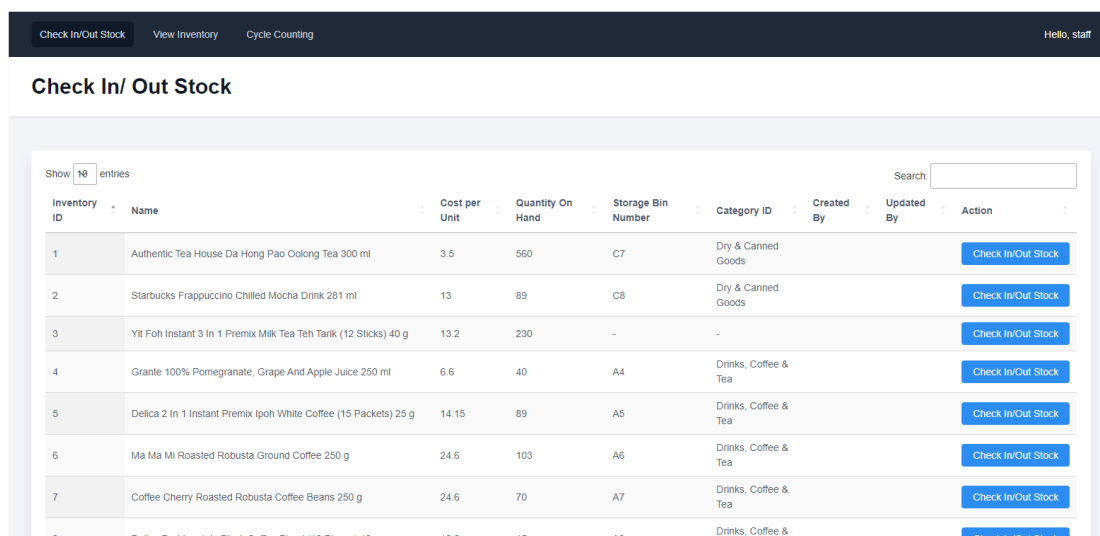 Check In/Out Stock View Inventory Cycle Counting Hello, staff
Check In/ Out Stock
Show 10 entries Search:
Inventory ID Name Cost per Unit Quantity On Hand Storage Bin Number Category ID Created By Updated By Action
1 Authentic Tea House Da Hong Pao Oolong Tea 300 ml 3.5 560 C7 Dry & Canned Goods Check In/Out Stock
2 Starbucks Frappuccino Chilled Mocha Drink 281 ml 13 89 C8 Dry & Canned Goods Check In/Out Stock
3 Yit Foh Instant 3 In 1 Premix Milk Tea Teh Tarik (12 Sticks) 40 g 13.2 230 - - Check In/Out Stock
4 Grante 100% Pomegranate, Grape And Apple Juice 250 ml 6.6 40 A4 Drinks, Coffee & Tea Check In/Out Stock
5 Delica 2 In 1 Instant Premix Ipoh White Coffee (15 Packets) 25 g 14.15 89 A5 Drinks, Coffee & Tea Check In/Out Stock
6 Ma Ma Mi Roasted Robusta Ground Coffee 250 g 24.6 103 A6 Drinks, Coffee & Tea Check In/Out Stock
7 Coffee Cherry Roasted Robusta Coffee Beans 250 g 24.6 70 A7 Drinks, Coffee & Tea Check In/Out Stock
Drinks, Coffee &